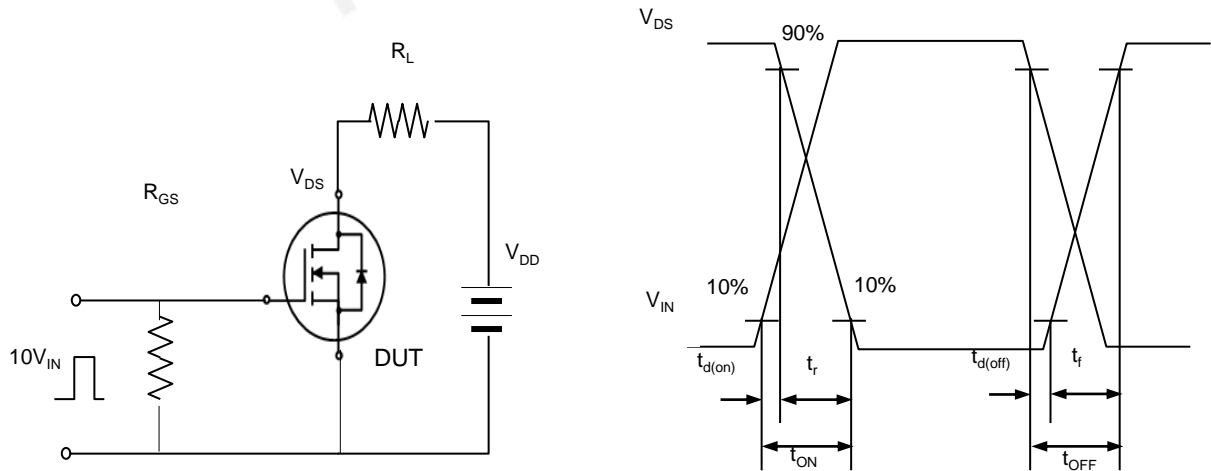 R_L
V_DS
R_GS
V_DD
10V_IN
DUT
V_DS
90%
V_IN
10%
10%
t_d(on)
t_r
t_d(off)
t_f
t_ON
t_OFF